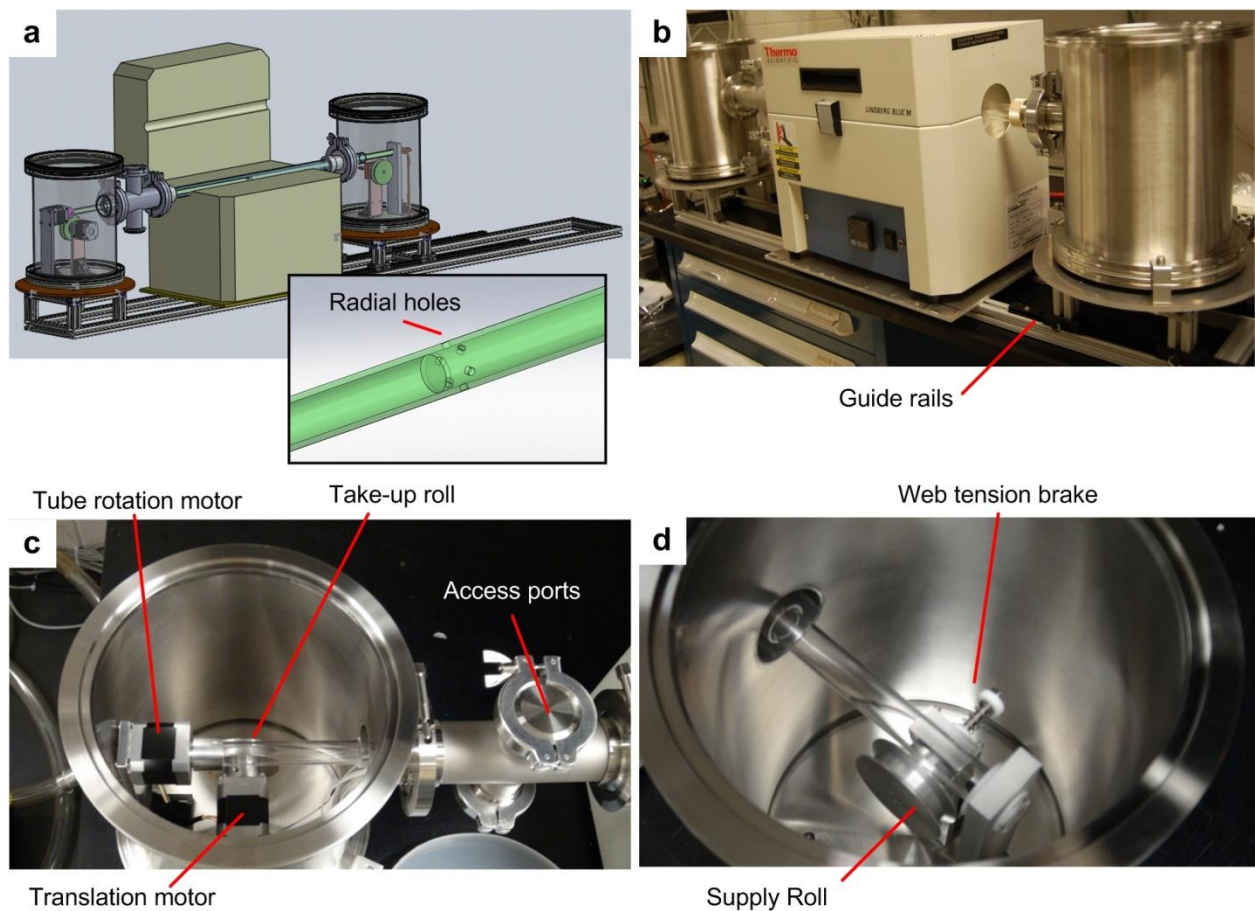 a
b
Thermo
SCIENTIFIC
LINDBERG BLUE M
Radial holes
Guide rails
Tube rotation motor
Take-up roll
Web tension brake
c
d
Access ports
Translation motor
Supply Roll